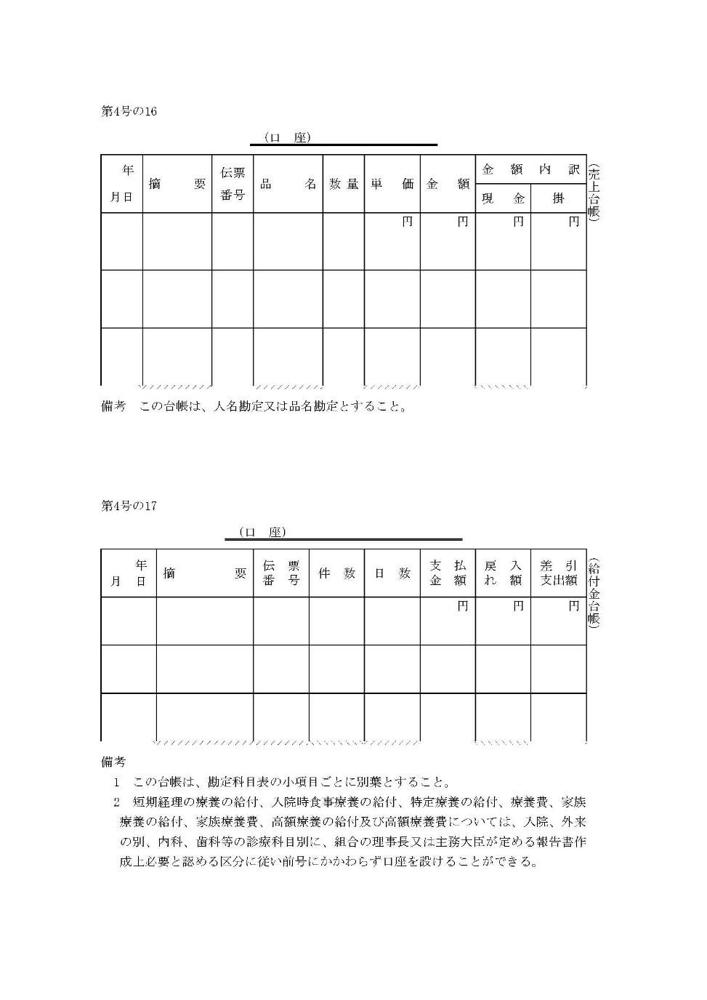 第4号の16
（口　座）
年
月日
摘　　要
伝票
番号
品　　名
数量
単　価
金　額
金　額　内　訳
現　金
掛
（売上台帳）
円　円　円　円
備考　この台帳は、人名勘定又は品名勘定とすること。
第4号の17
（口　座）
年
月　日
摘　　　要
伝　票
番　号
件　数
日　数
支　払
金　額
戻　入
れ　額
差　引
支出額
（給付金台帳）
円　円　円
備考
1　この台帳は、勘定科目表の小項目ごとに別葉とすること。
2　短期経理の療養の給付、入院時食事療養の給付、特定療養の給付、療養費、家族
療養の給付、家族療養費、高額療養の給付及び高額療養費については、入院、外来
の別、内科、歯科等の診療科目別に、組合の理事長又は主務大臣が定める報告書作
成上必要と認める区分に従い前号にかかわらず口座を設けることができる。